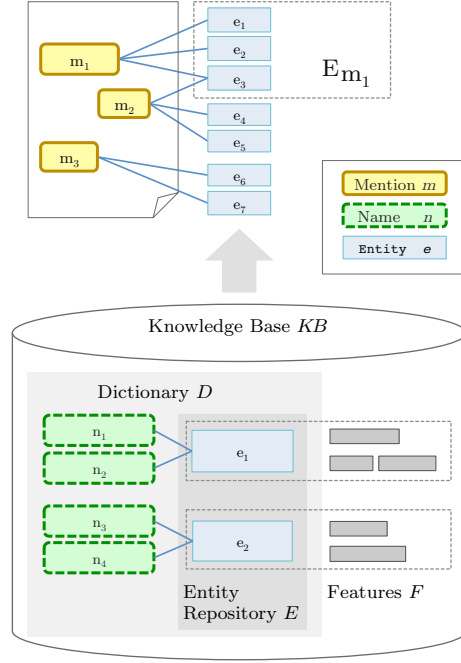 e₁
e₂
m₁
E_m₁
e₃
m₂
e₄
e₅
m₃
e₆
e₇
Mention m
Name n
Entity e
Knowledge Base KB
Dictionary D
n₁
e₁
n₂
n₃
e₂
n₄
Entity
Repository E
Features F